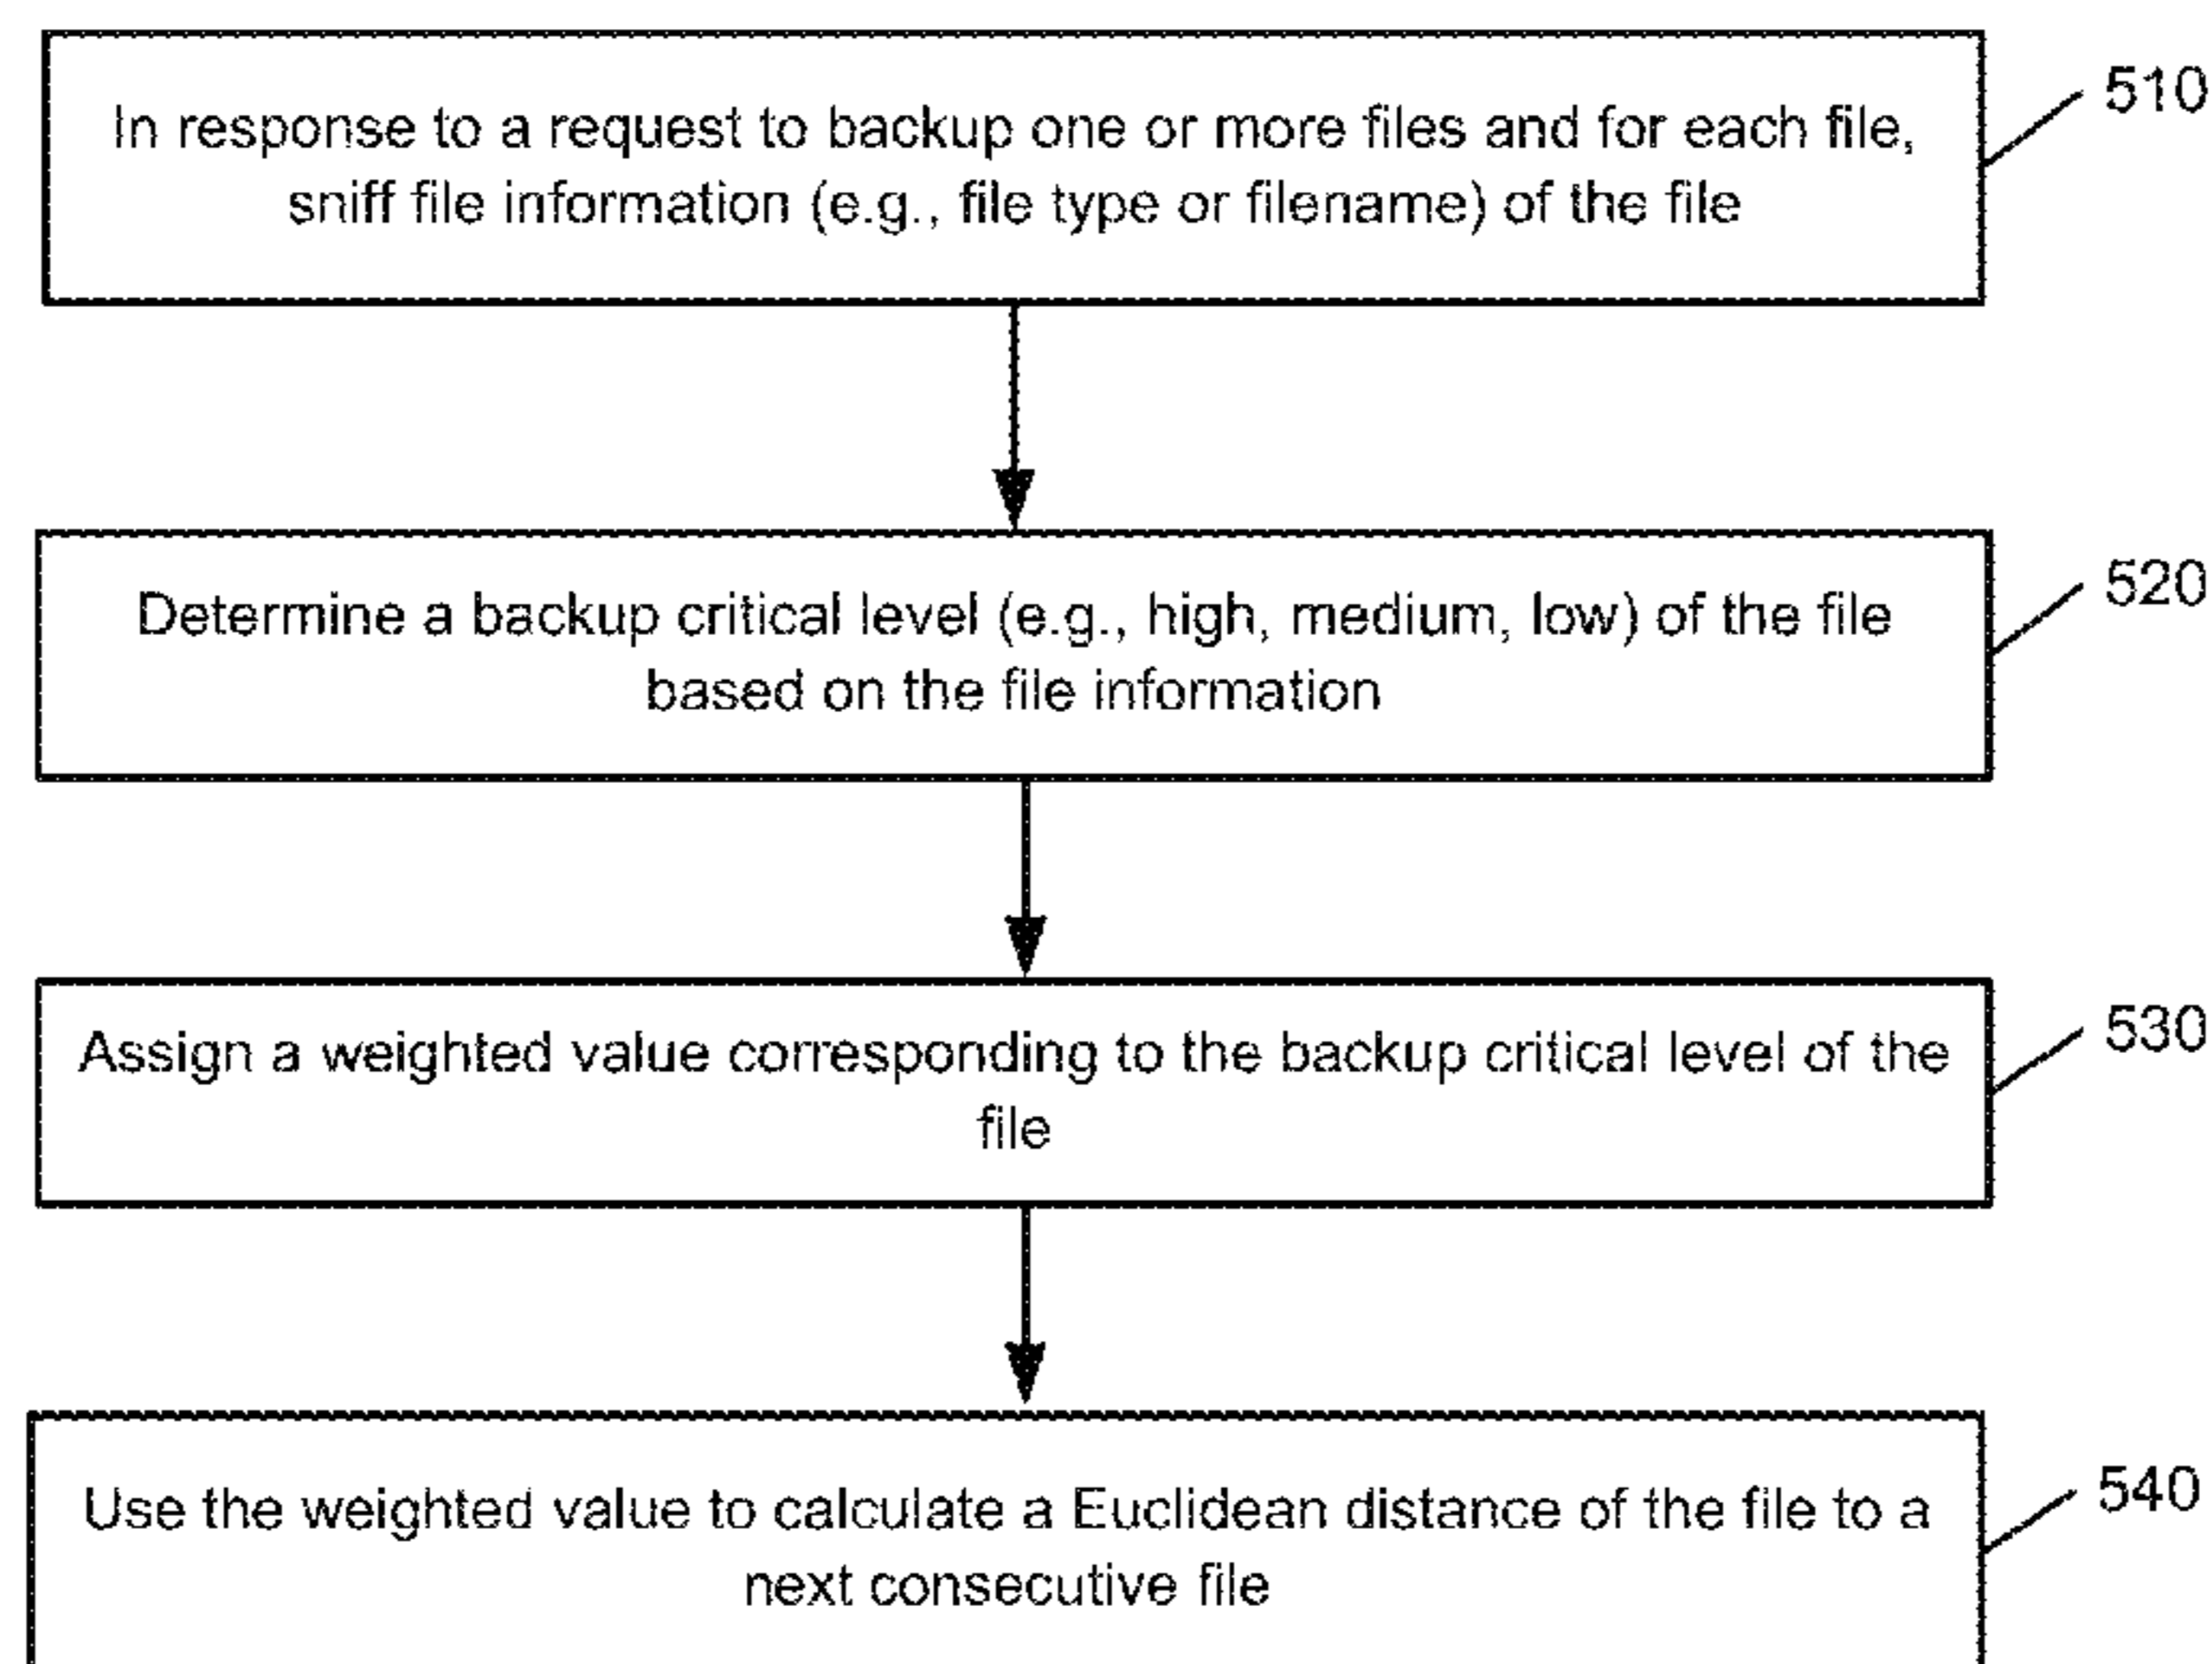 In response to a request to backup one or more files and for each file,
sniff file information (e.g., file type or filename) of the file
510
Determine a backup critical level (e.g., high, medium, low) of the file
based on the file information
520
Assign a weighted value corresponding to the backup critical level of the
file
530
Use the weighted value to calculate a Euclidean distance of the file to a
next consecutive file
540